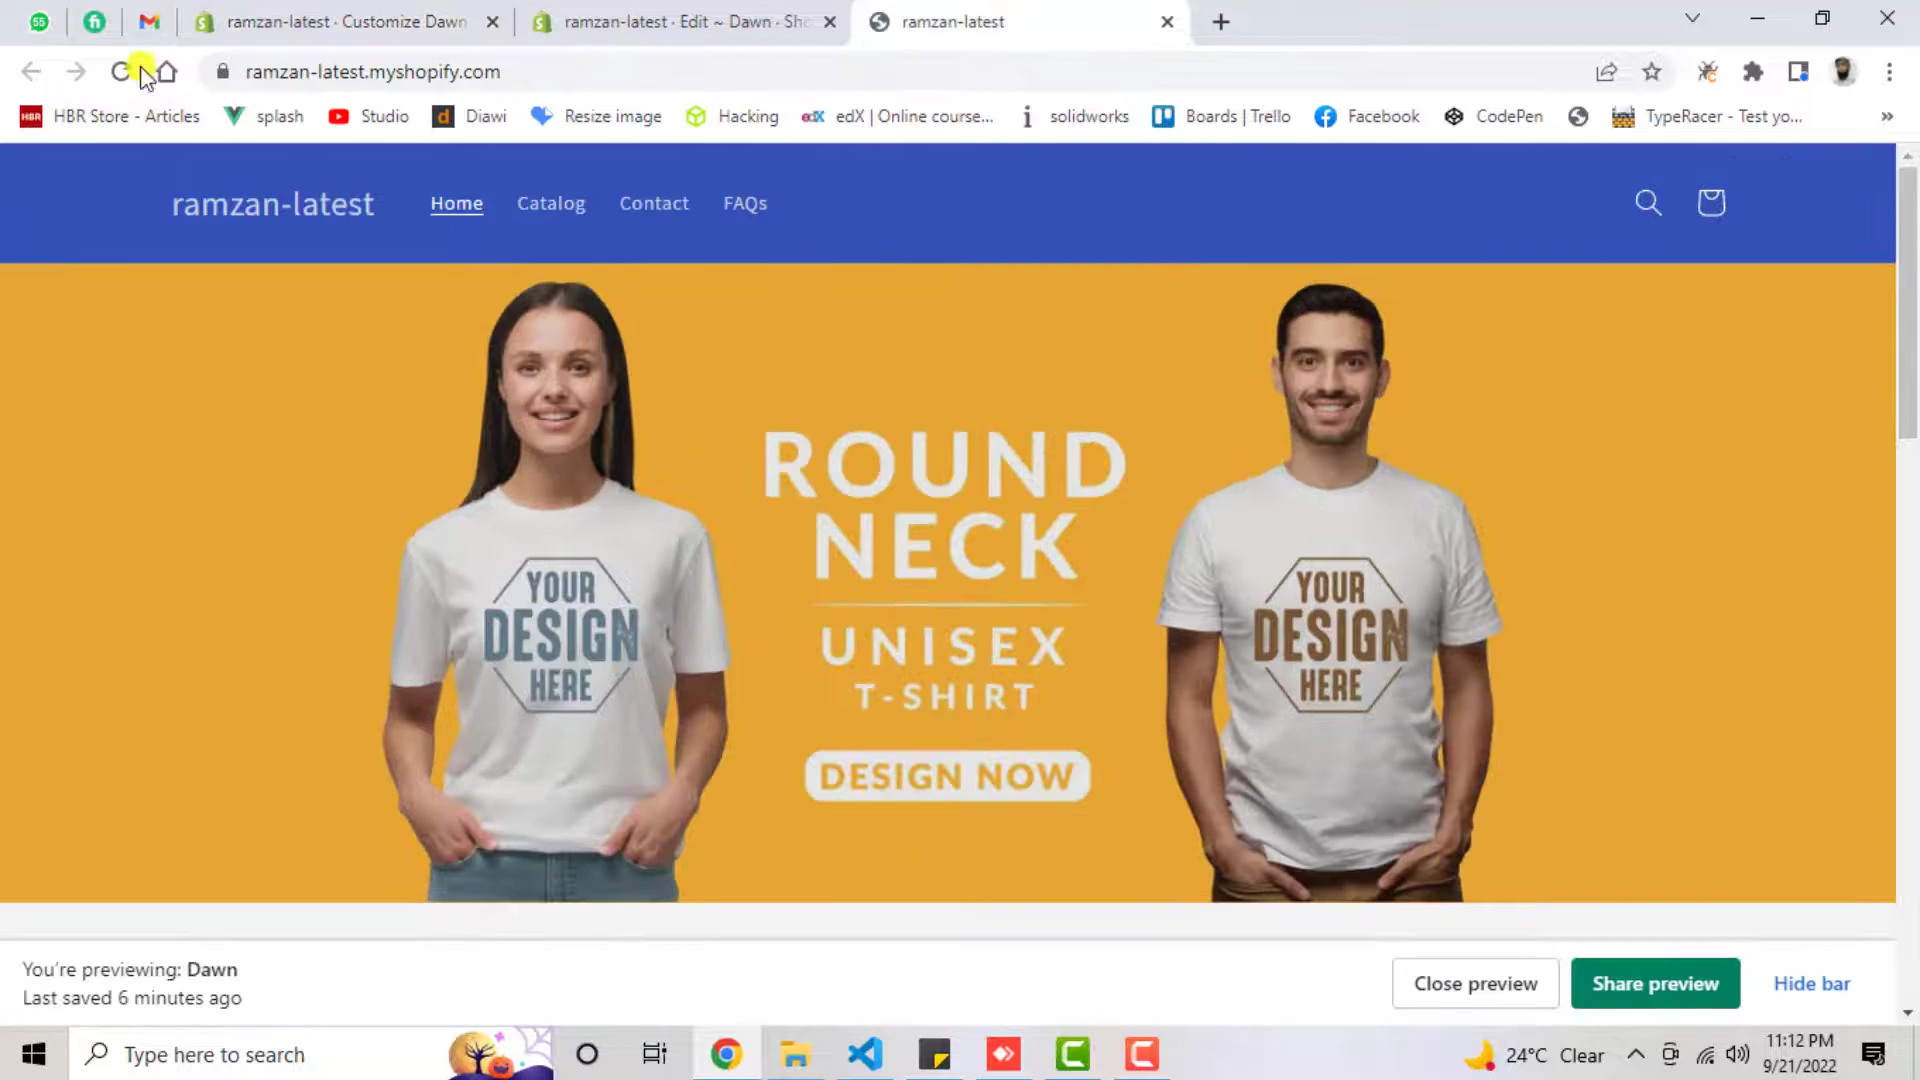 55
ramzan-latest · Customize Dawn
ramzan-latest · Edit ~ Dawn · Sho
ramzan-latest
ramzan-latest.myshopify.com
HBR
HBR Store - Articles
splash
Studio
Diawi
Resize image
Hacking
edX
edX | Online course...
solidworks
Boards | Trello
Facebook
CodePen
TypeRacer - Test yo...
ramzan-latest
Home
Catalog
Contact
FAQs
ROUND
NECK
UNISEX
T-SHIRT
DESIGN NOW
YOUR
DESIGN
HERE
YOUR
DESIGN
HERE
You're previewing: Dawn
Last saved 6 minutes ago
Close preview
Share preview
Hide bar
Type here to search
24°C Clear
11:12 PM
9/21/2022